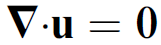 ∇·u = 0